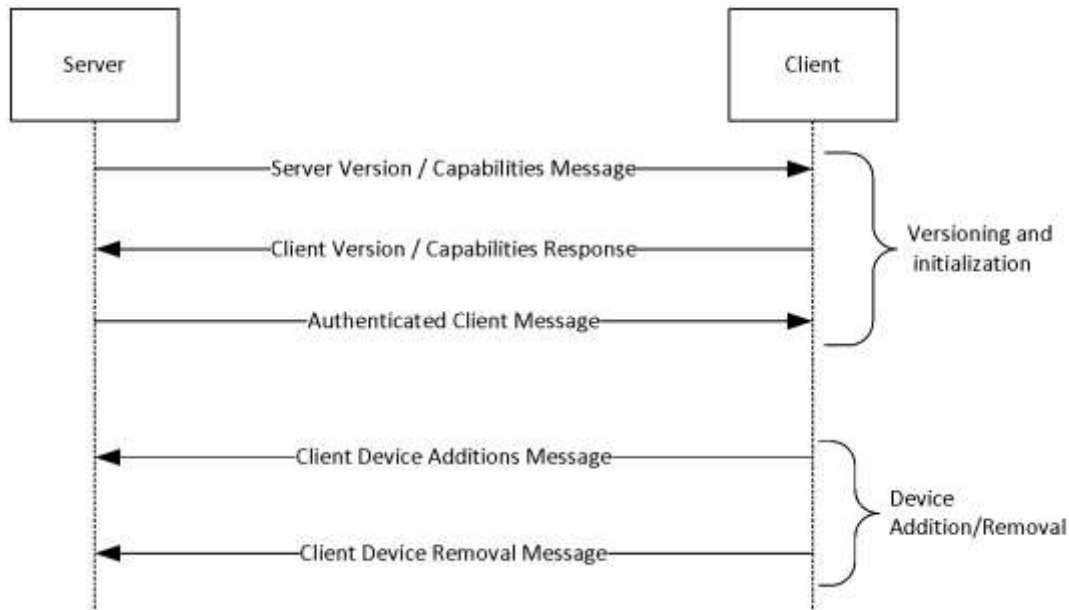 Server
Client
Server Version / Capabilities Message
Client Version / Capabilities Response
Versioning and
initialization
Authenticated Client Message
Client Device Additions Message
Device
Addition/Removal
Client Device Removal Message